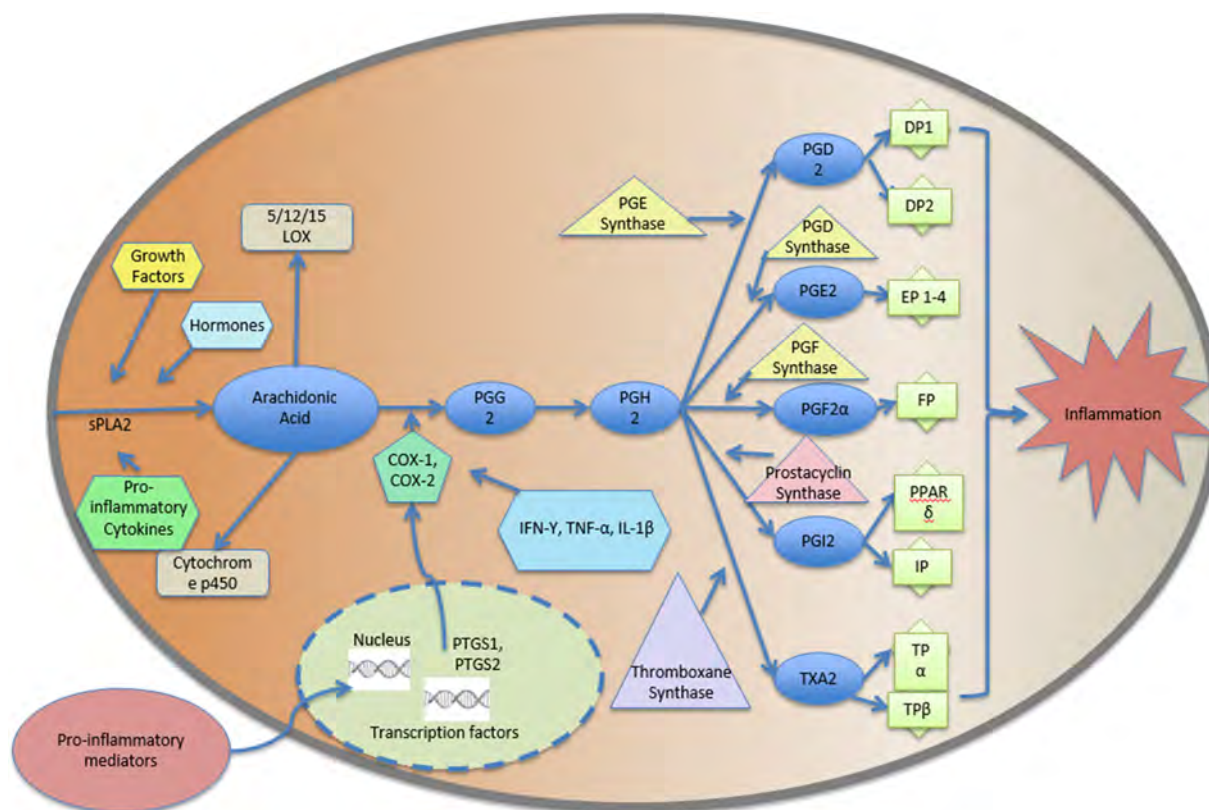 PGD
2
DP1
DP2
PGE
Synthase
PGD
Synthase
PGE2
EP 1-4
5/12/15
LOX
Growth
Factors
Hormones
PGF
Synthase
Arachidonic
Acid
PGG
2
PGH
2
PGF2α
FP
Inflammation
sPLA2
COX-1,
COX-2
Prostacyclin
Synthase
Pro-
inflammatory
Cytokines
IFN-Y, TNF-α, IL-1β
PPAR
δ
PGI2
IP
Cytochrom
e p450
Nucleus
PTGS1,
PTGS2
Transcription factors
Thromboxane
Synthase
TXA2
TP
α
TPβ
Pro-inflammatory
mediators